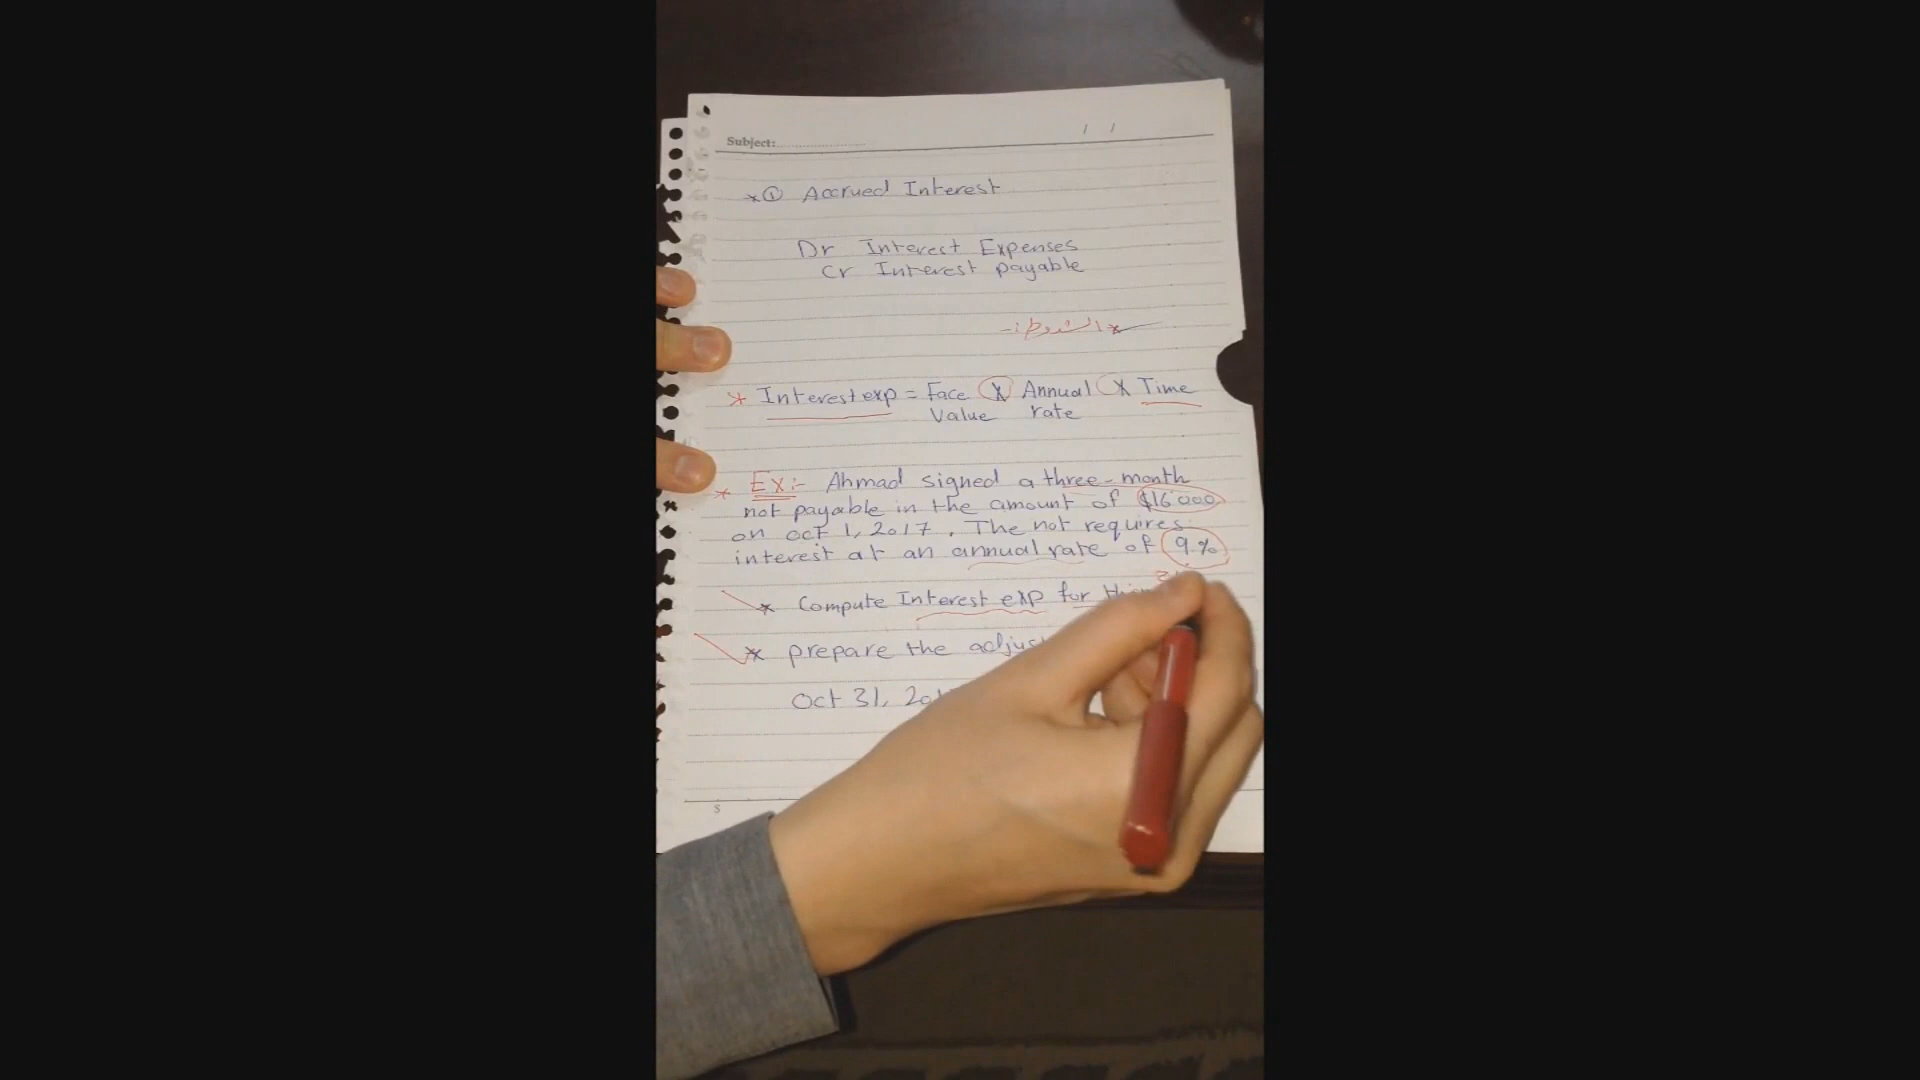 Subject:
/ /
*① Accrued Interest
Dr Interest Expenses
Cr Interest payable
* الشروط :-
* Interest exp = Face X Annual X Time
Value rate
* Ex:- Ahmad signed a three-month
not payable in the amount of $16000
on oct 1, 2017. The not requires
interest at an annual rate of 9%
* Compute Interest exp for
* prepare the
Oct 31,